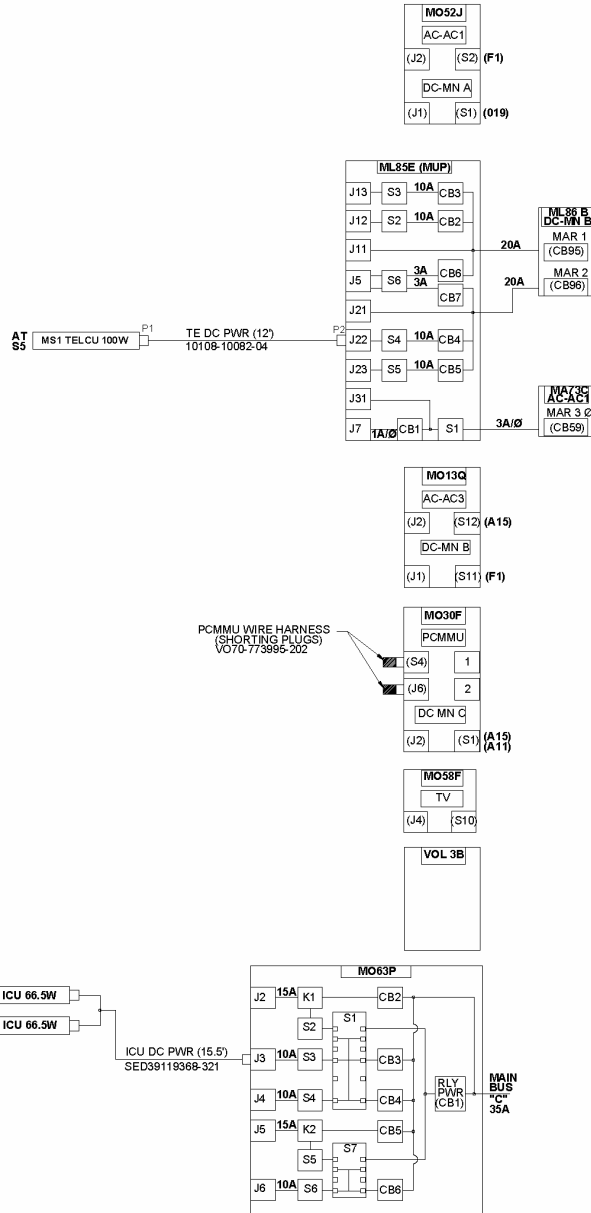 MO52J
AC-AC1
(J2) (S2) (F1)
DC-MN A
(J1) (S1) (019)
ML85E (MUP)
J13 S3 10A CB3
J12 S2 10A CB2
J11
20A
J5 S6 3A CB6
3A CB7
20A
J21
J22 S4 10A CB4
J23 S5 10A CB5
J31
J7 1A/Ø CB1 S1 3A/Ø
ML86 B
DC-MN B
MAR 1
(CB95)
MAR 2
(CB96)
MA73C
AC-AC1
MAR 3 Ø
(CB59)
AT
S5
MS1 TELCU 100W
P1
TE DC PWR (12')
10108-10082-04
P2
MO13Q
AC-AC3
(J2) (S12) (A15)
DC-MN B
(J1) (S11) (F1)
PCMMU WIRE HARNESS
(SHORTING PLUGS)
VO70-773995-202
MO30F
PCMMU
(S4) 1
(J6) 2
DC MN C
(J2) (S1) (A15)
(A11)
MO58F
TV
(J4) (S10)
VOL 3B
ICU 66.5W
ICU 66.5W
ICU DC PWR (15.5')
SED39119368-321
MO63P
J2 15A K1 CB2
S2 S1
J3 10A S3 CB3
J4 10A S4 CB4
J5 15A K2 CB5
S5 S7
J6 10A S6 CB6
RLY
PWR
(CB1)
MAIN
BUS
"C"
35A